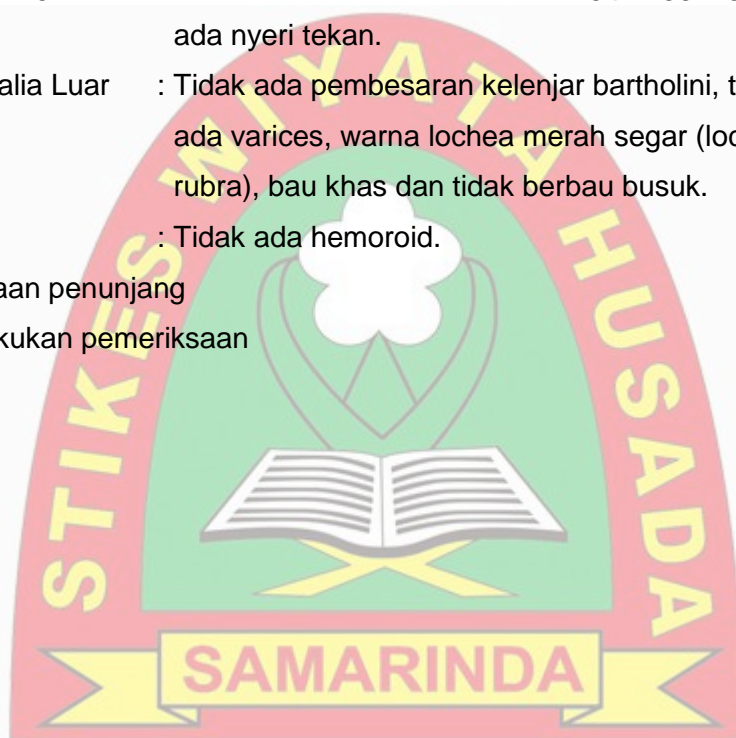 ada nyeri tekan.
alia Luar : Tidak ada pembesaran kelenjar bartholini, t
ada varices, warna lochea merah segar (loc
rubra), bau khas dan tidak berbau busuk.
: Tidak ada hemoroid.
aan penunjang
kukan pemeriksaan
STIKES WIYATA HUSADA
SAMARINDA